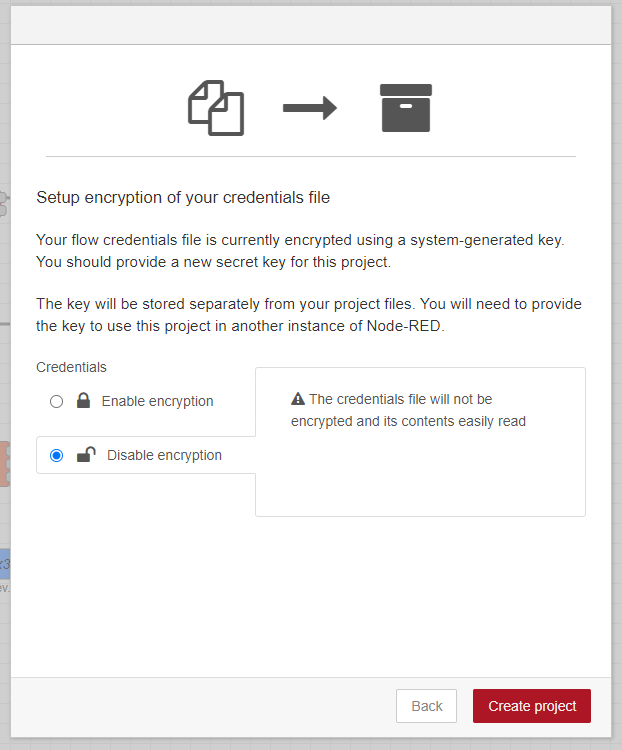 Setup encryption of your credentials file
Your flow credentials file is currently encrypted using a system-generated key.
You should provide a new secret key for this project.
The key will be stored separately from your project files. You will need to provide
the key to use this project in another instance of Node-RED.
Credentials
Enable encryption
Disable encryption
The credentials file will not be
encrypted and its contents easily read
Back
Create project